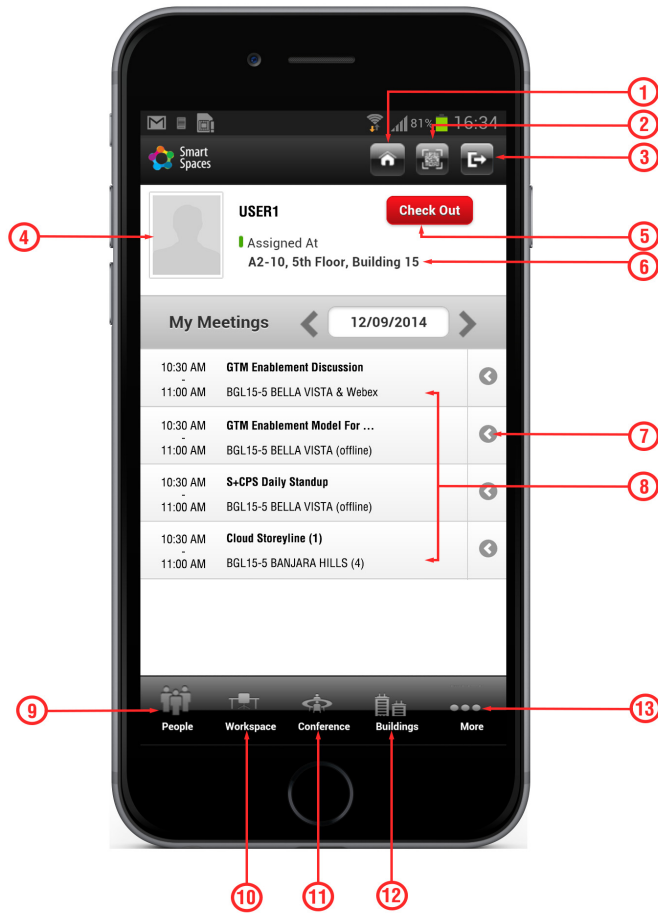 1
81% 16:34
2
Smart
Spaces
3
USER1
Check Out
4
Assigned At
5
A2-10, 5th Floor, Building 15
6
My Meetings
12/09/2014
10:30 AM
-
11:00 AM
GTM Enablement Discussion
BGL15-5 BELLA VISTA & Webex
10:30 AM
-
11:00 AM
GTM Enablement Model For ...
BGL15-5 BELLA VISTA (offline)
7
10:30 AM
-
11:00 AM
S+CPS Daily Standup
BGL15-5 BELLA VISTA (offline)
8
10:30 AM
-
11:00 AM
Cloud Storeyline (1)
BGL15-5 BANJARA HILLS (4)
9
13
People Workspace Conference Buildings More
10 11 12